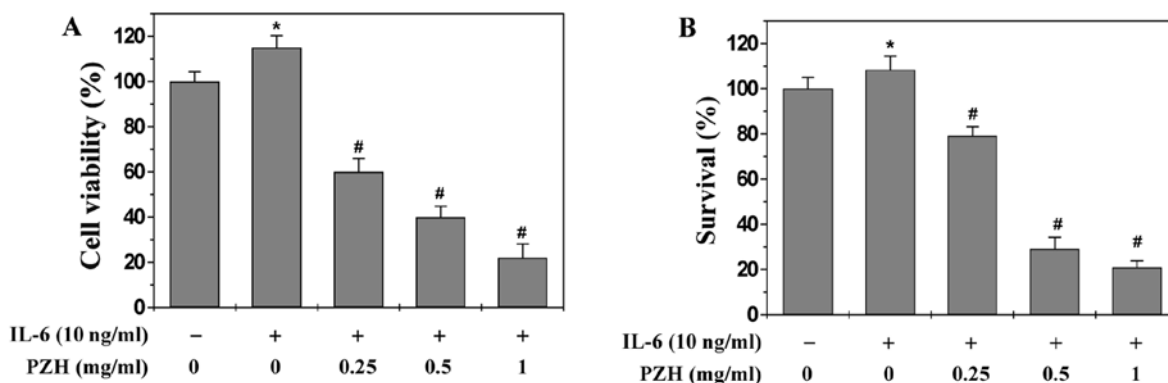 A
Cell viability (%)
120
100
80
60
40
20
0
*
#
#
#
IL-6 (10 ng/ml) – + + + +
PZH (mg/ml) 0 0 0.25 0.5 1
B
Survival (%)
120
100
80
60
40
20
0
*
#
#
#
IL-6 (10 ng/ml) – + + + +
PZH (mg/ml) 0 0 0.25 0.5 1